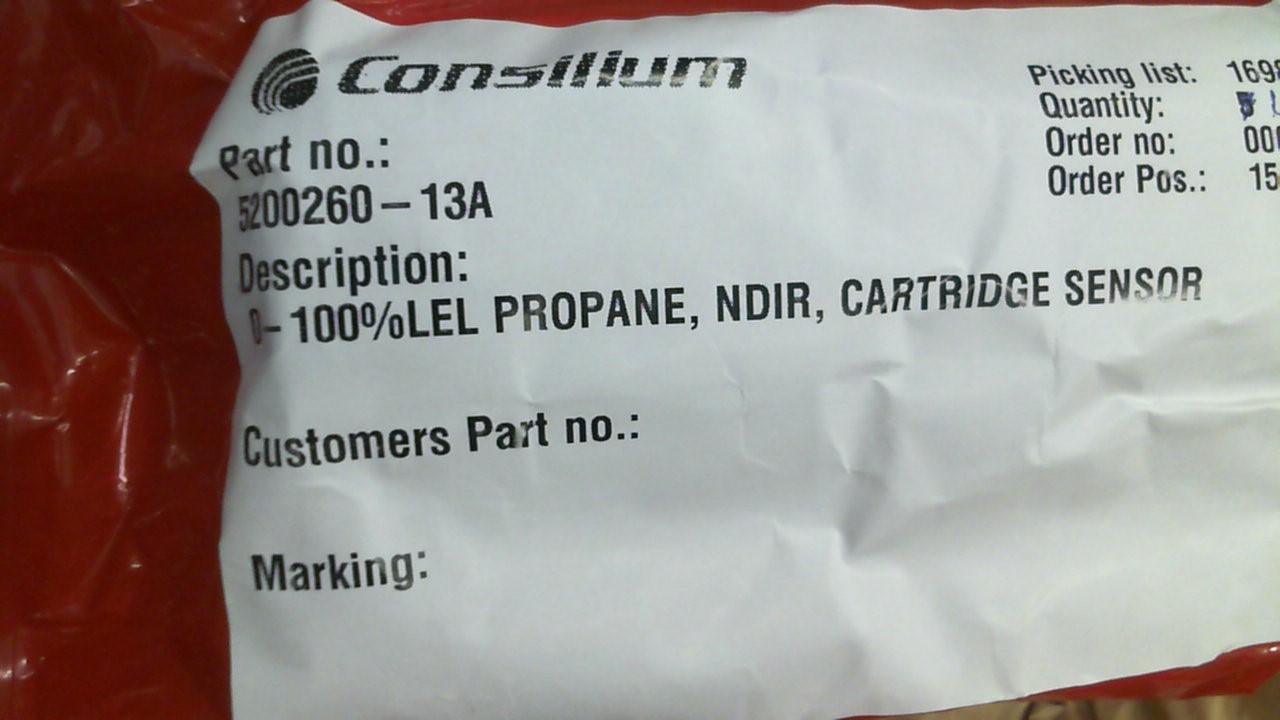 Consilium
Part no.:
5200260-13A
Description:
0-100%LEL PROPANE, NDIR, CARTRIDGE SENSOR
Customers Part no.:
Marking:
Picking list:
Quantity:
Order no:
Order Pos.: